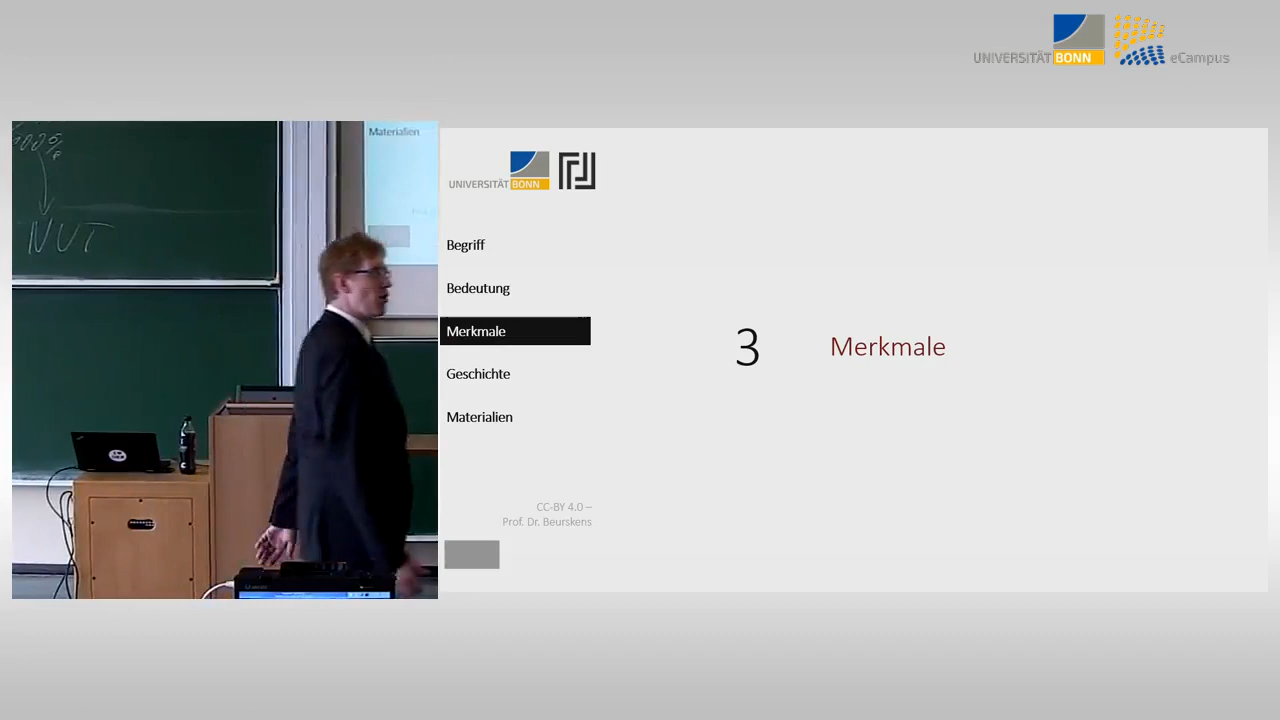 UNIVERSITÄT BONN eCampus
Materialien
NUT
UNIVERSITÄT BONN
Begriff
Bedeutung
Merkmale
Geschichte
Materialien
3 Merkmale
CC-BY 4.0 –
Prof. Dr. Beurskens